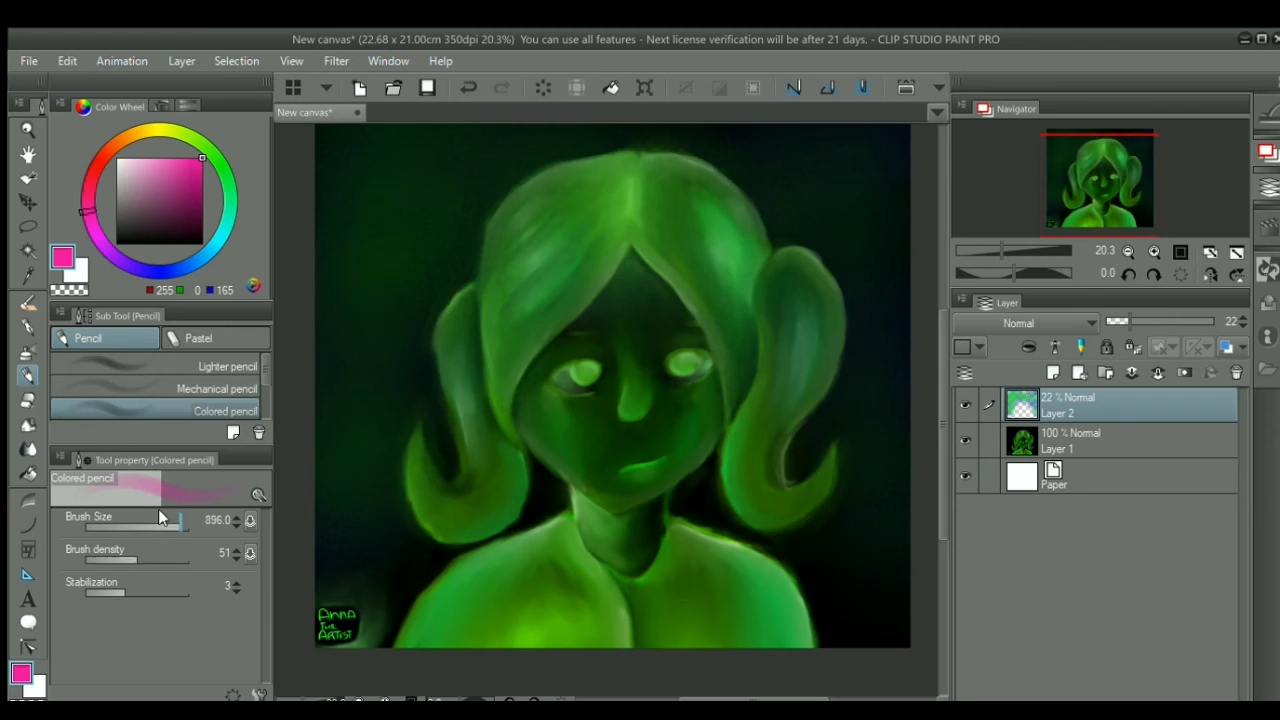 New canvas* (22.68 x 21.00cm 350dpi 20.3%) You can use all features - Next license verification will be after 21 days. - CLIP STUDIO PAINT PRO
File Edit Animation Layer Selection View Filter Window Help
Color Wheel
New canvas*
Navigator
255 0 165
20.3
0.0
Sub Tool [Pencil]
Pencil Pastel
Lighter pencil
Mechanical pencil
Colored pencil
Tool property [Colored pencil]
Colored pencil
Brush Size 896.0
Brush density 51
Stabilization 3
Layer
Normal 22
22 % Normal
Layer 2
100 % Normal
Layer 1
Paper
ANNA
THE
ARTIST